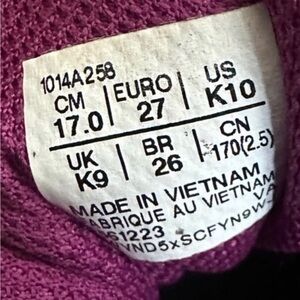 1014A258
CM | EURO | US
17.0 | 27 | K10
UK | BR | CN
K9 | 26 | 170(2.5)
MADE IN VIETNAM
FABRIQUE AU VIETNAM
1223